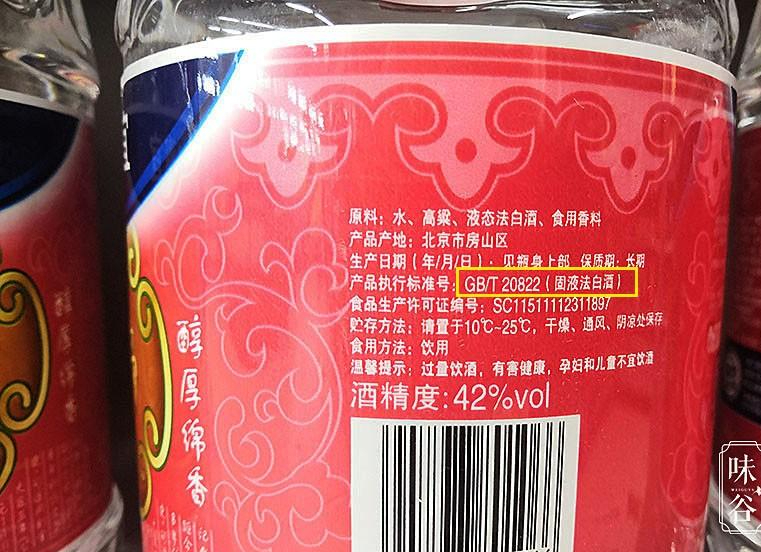 原料：水、高粱、液态法白酒、食用香料
产品产地：北京市房山区
生产日期（年/月/日）：见瓶身上部 保质期：长期
产品执行标准号：GB/T 20822（固液法白酒）
食品生产许可证编号：SC11511112311897
贮存方法：请置于10℃~25℃，干燥、通风、阴凉处保存
食用方法：饮用
温馨提示：过量饮酒，有害健康，孕妇和儿童不宜饮酒
酒精度：42%vol
醇厚绵香
味谷